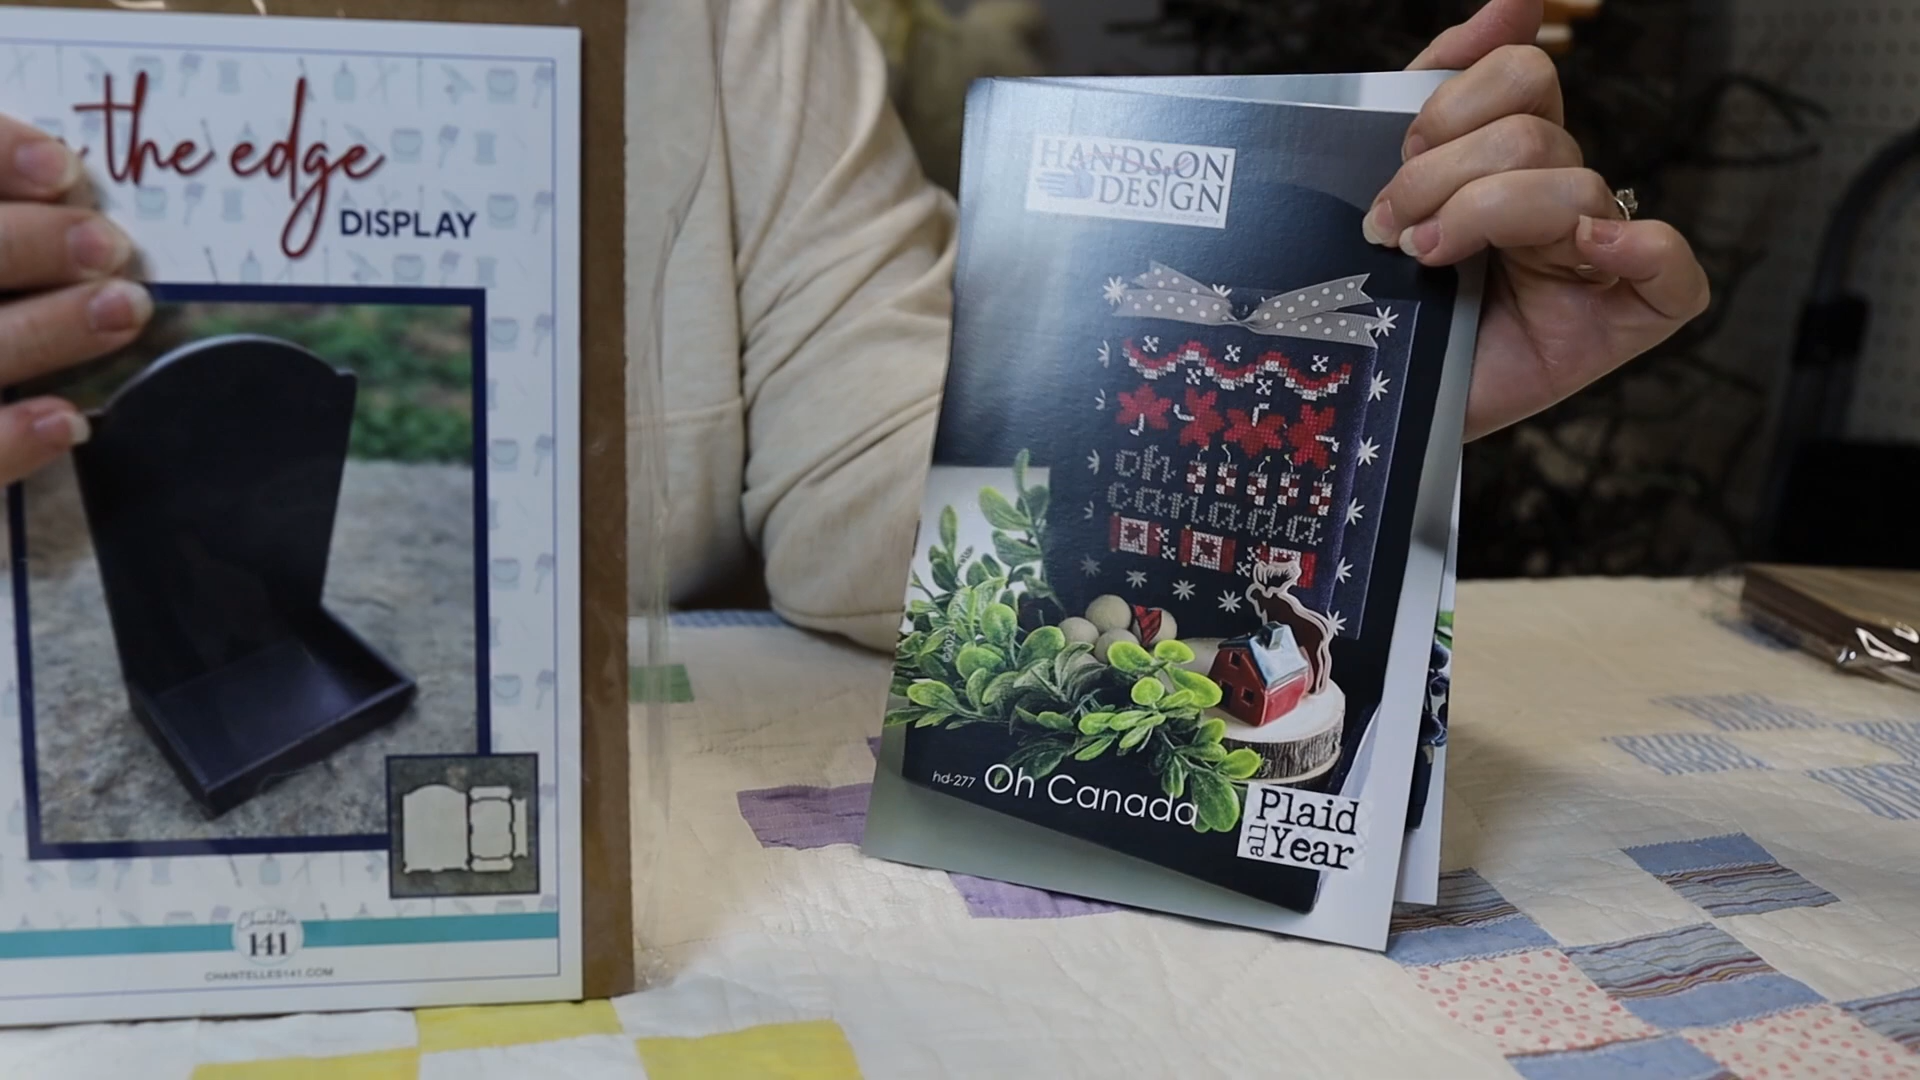 the edge
DISPLAY
141
CHANTELLES141.COM
HANDS ON
DESIGN
oh
canada
hd-277 Oh Canada
Plaid
all Year